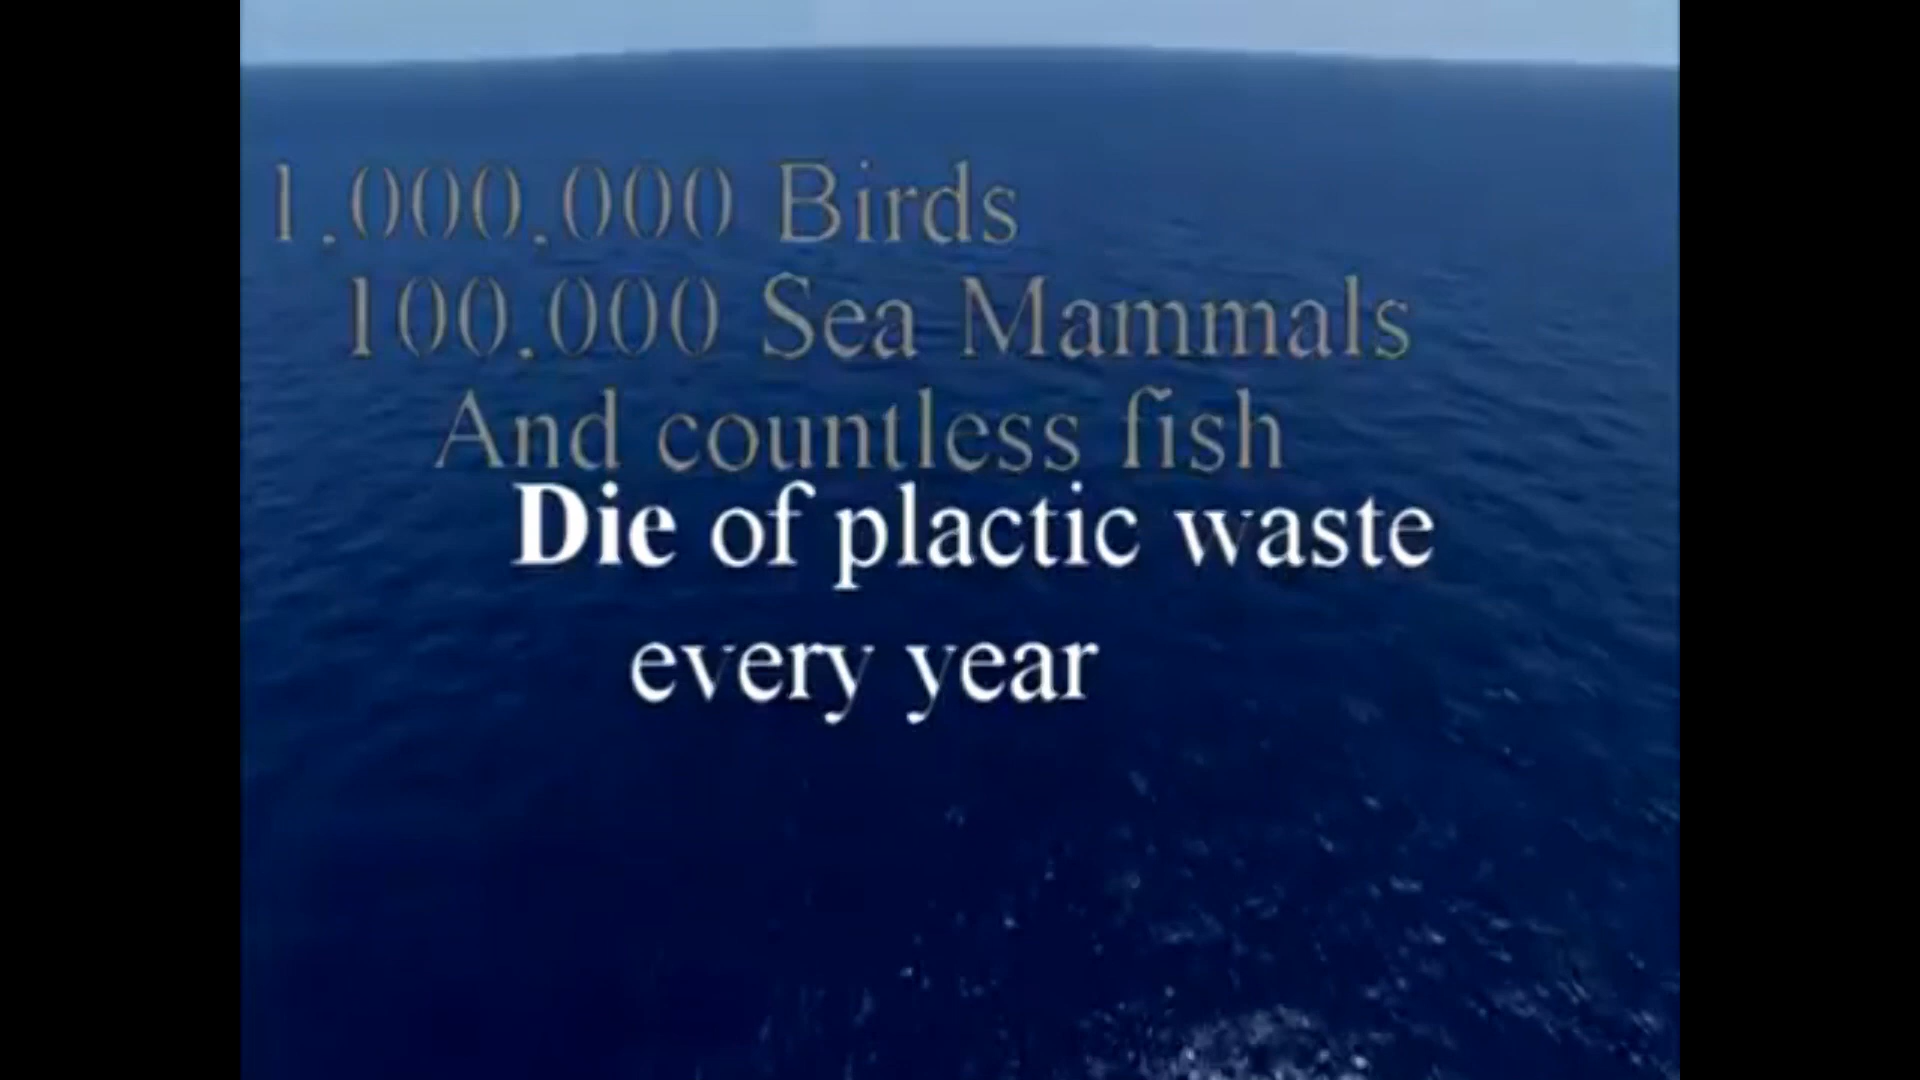 1,000,000 Birds
100,000 Sea Mammals
And countless fish
Die of plactic waste
every year